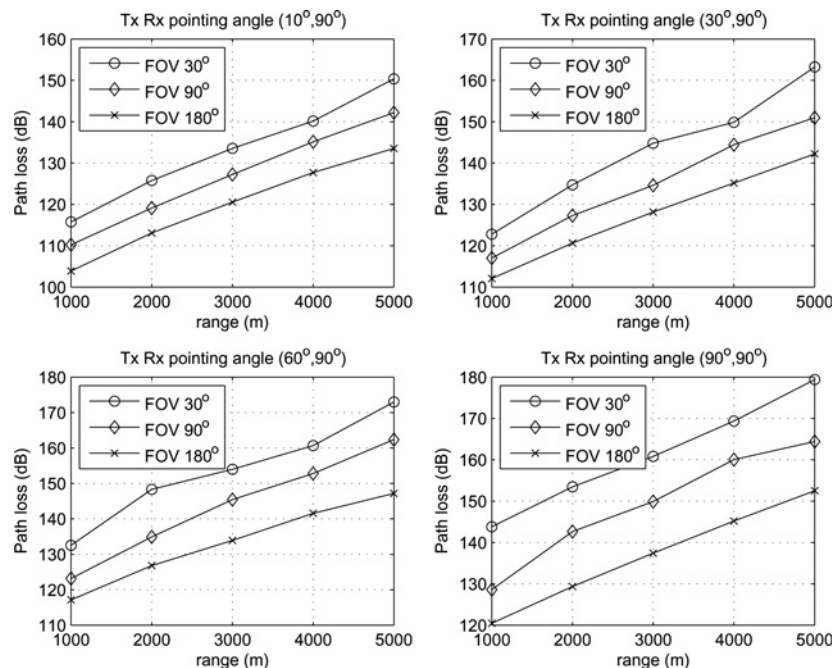 Tx Rx pointing angle (10°,90°)
160
150
140
130
120
110
100
Path loss (dB)
FOV 30°
FOV 90°
FOV 180°
1000 2000 3000 4000 5000
range (m)
Tx Rx pointing angle (30°,90°)
170
160
150
140
130
120
110
Path loss (dB)
FOV 30°
FOV 90°
FOV 180°
1000 2000 3000 4000 5000
range (m)
Tx Rx pointing angle (60°,90°)
180
170
160
150
140
130
120
110
Path loss (dB)
FOV 30°
FOV 90°
FOV 180°
1000 2000 3000 4000 5000
range (m)
Tx Rx pointing angle (90°,90°)
180
170
160
150
140
130
120
Path loss (dB)
FOV 30°
FOV 90°
FOV 180°
1000 2000 3000 4000 5000
range (m)